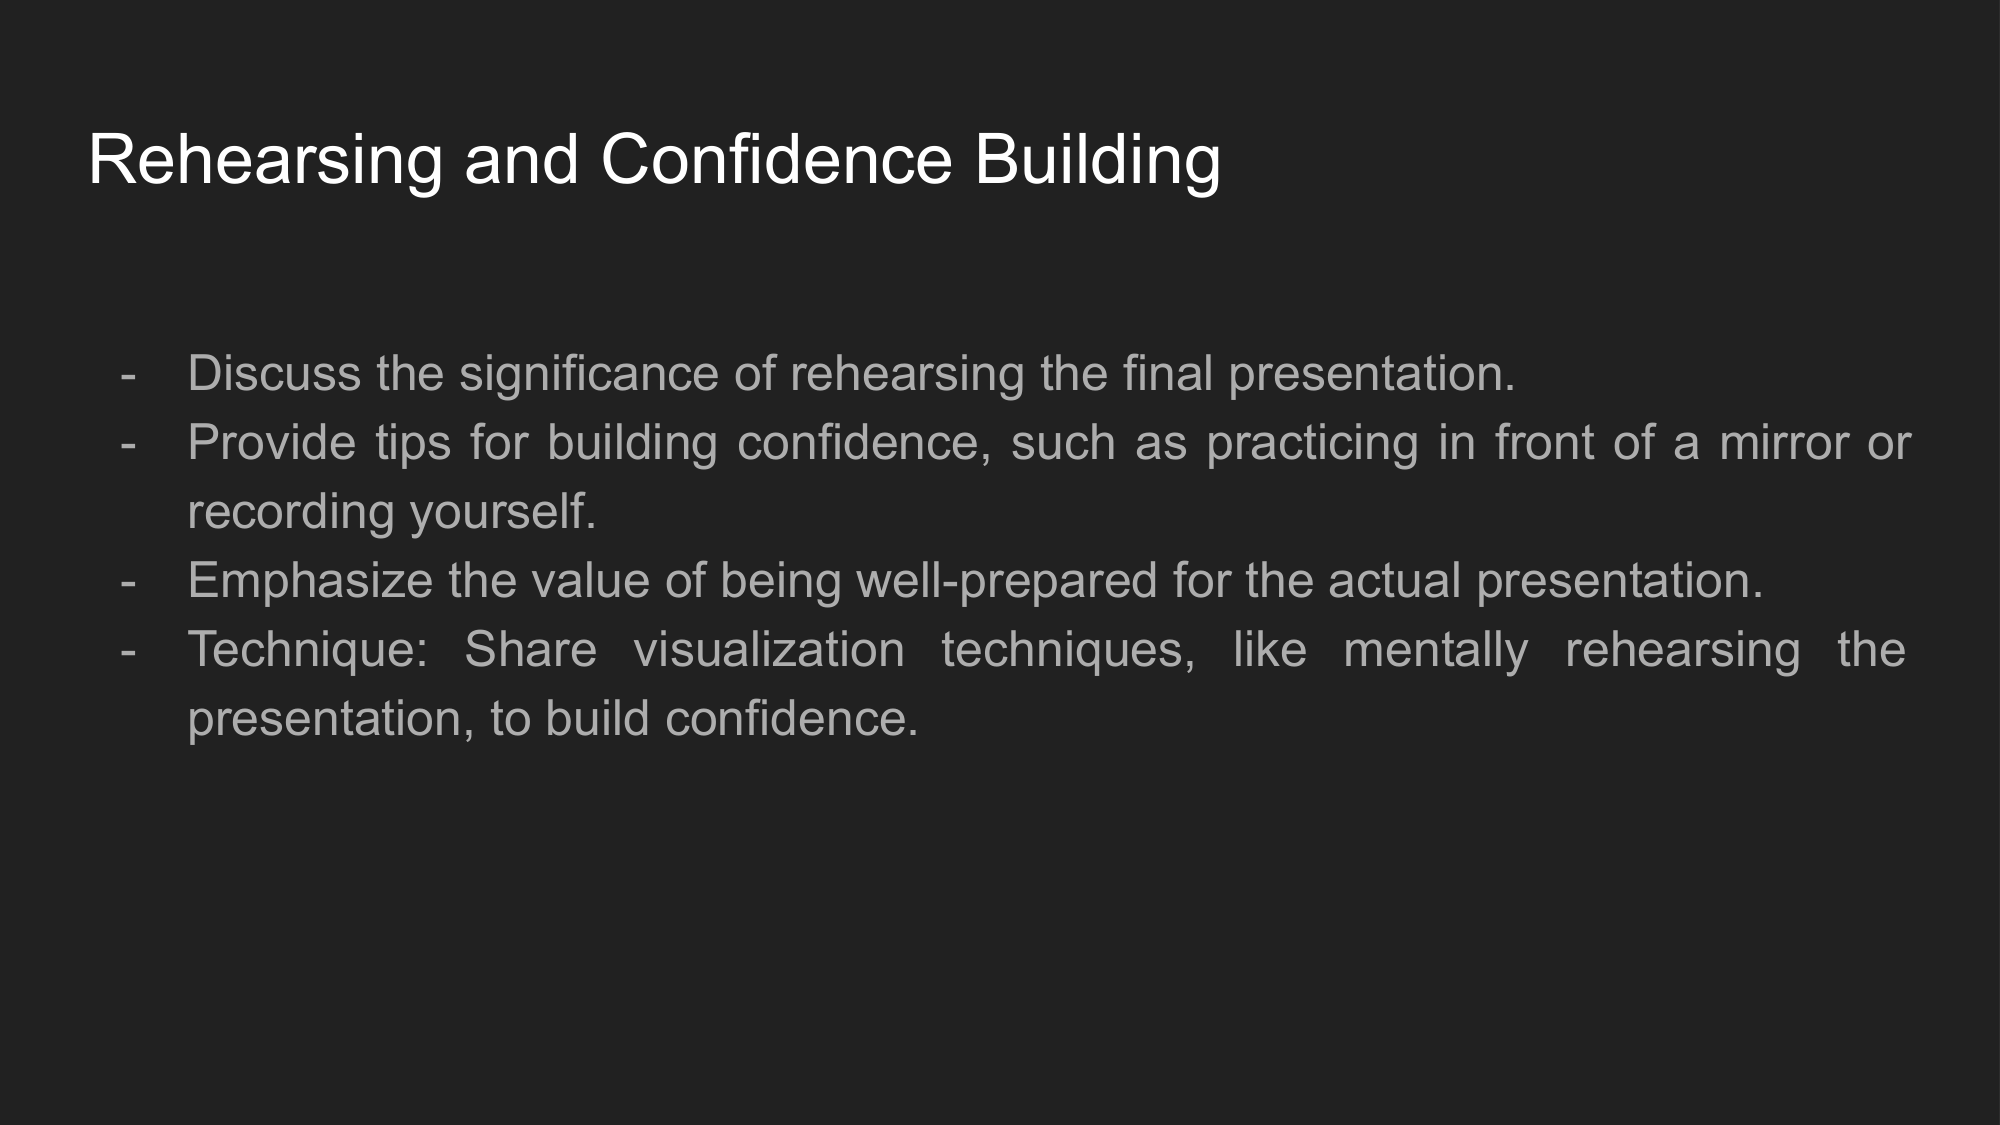 Rehearsing and Confidence Building
- Discuss the significance of rehearsing the final presentation.
- Provide tips for building confidence, such as practicing in front of a mirror or
recording yourself.
- Emphasize the value of being well-prepared for the actual presentation.
- Technique: Share visualization techniques, like mentally rehearsing the
presentation, to build confidence.